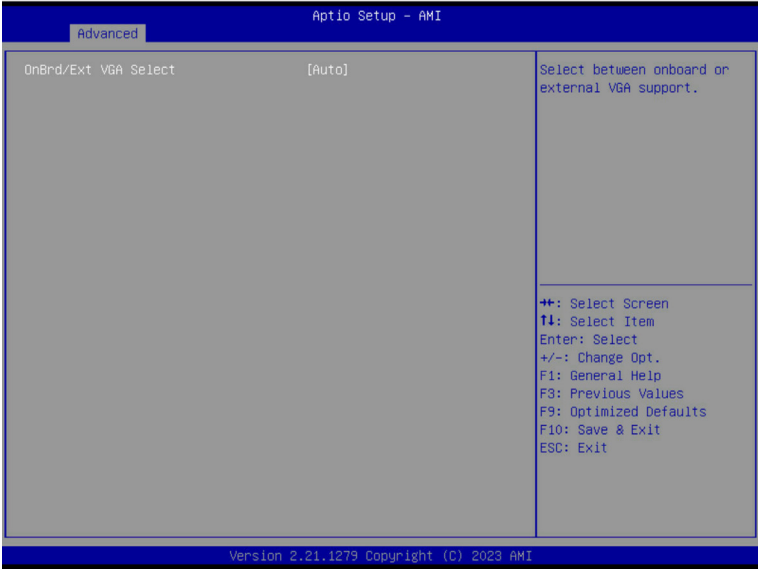 Aptio Setup - AMI
Advanced
OnBrd/Ext VGA Select [Auto]
Select between onboard or
external VGA support.
→←: Select Screen
↑↓: Select Item
Enter: Select
+/-: Change Opt.
F1: General Help
F3: Previous Values
F9: Optimized Defaults
F10: Save & Exit
ESC: Exit
Version 2.21.1279 Copyright (C) 2023 AMI